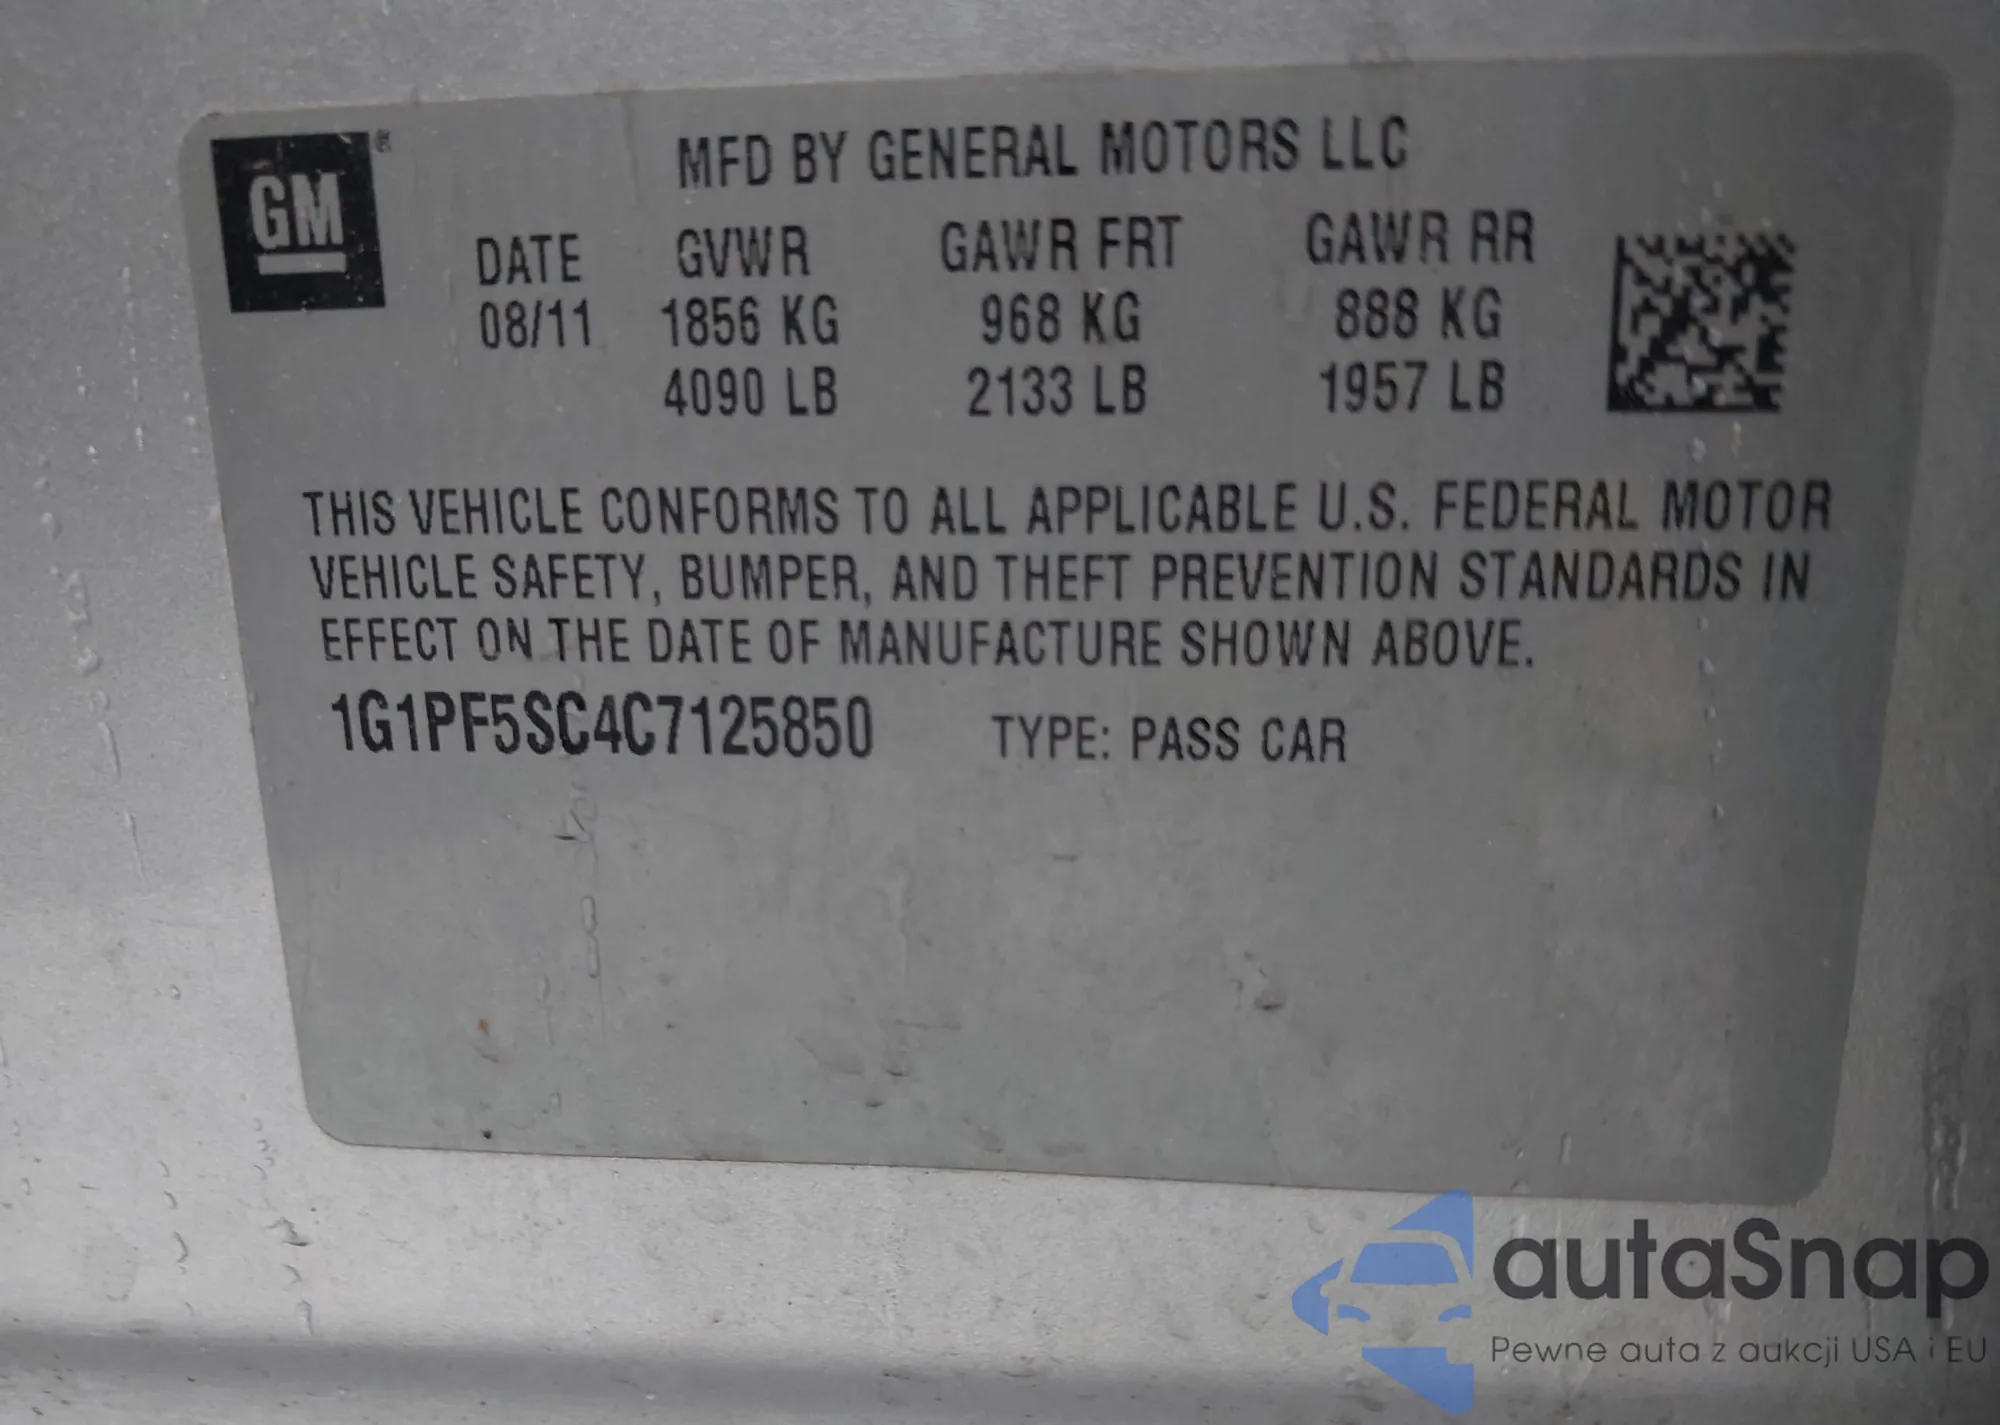 GM ®
MFD BY GENERAL MOTORS LLC
DATE GVWR GAWR FRT GAWR RR
08/11 1856 KG 968 KG 888 KG
4090 LB 2133 LB 1957 LB
THIS VEHICLE CONFORMS TO ALL APPLICABLE U.S. FEDERAL MOTOR
VEHICLE SAFETY, BUMPER, AND THEFT PREVENTION STANDARDS IN
EFFECT ON THE DATE OF MANUFACTURE SHOWN ABOVE.
1G1PF5SC4C7125850 TYPE: PASS CAR
autaSnap
Pewne auta z aukcji USA i EU